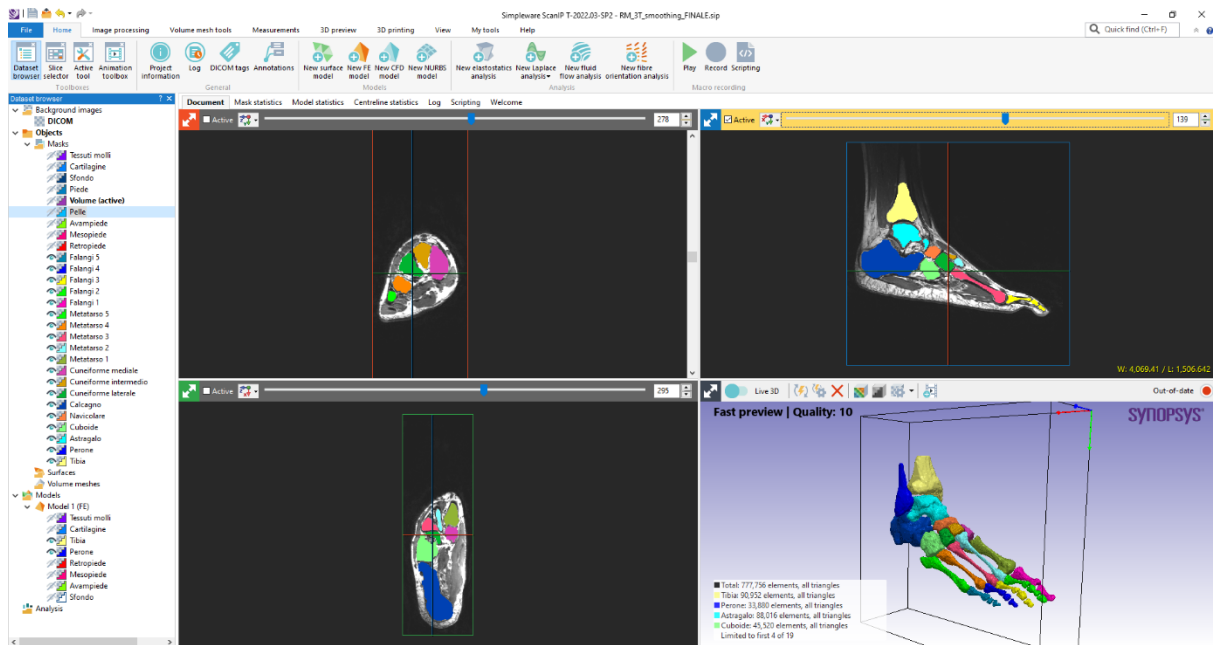 Simpleware ScanIP T-2022.03-SP2 - RM_3T_smoothing_FINALE.sip
File Home Image processing Volume mesh tools Measurements 3D preview 3D printing View My tools Help
Quick find (Ctrl+F)
Dataset browser
Slice selector
Active tool
Animation toolbox
Project information
Log
DICOM tags
Annotations
New surface model
New FE model
New CFD model
New NURBS model
New elastostatics analysis
New Laplace analysis
New fluid flow analysis
New fibre orientation analysis
Play
Record
Scripting
Toolboxes
General
Models
Analysis
Macro recording
Dataset browser ? X
Document Mask statistics Model statistics Centreline statistics Log Scripting Welcome
Background images
DICOM
Objects
Masks
Tessuti molli
Cartilagine
Sfondo
Piede
Volume (active)
Pelle
Avampiede
Mesopiede
Retropiede
Falangi 5
Falangi 4
Falangi 3
Falangi 2
Falangi 1
Metatarso 5
Metatarso 4
Metatarso 3
Metatarso 2
Metatarso 1
Cuneiforme mediale
Cuneiforme intermedio
Cuneiforme laterale
Calcagno
Navicolare
Cuboide
Astragalo
Perone
Tibia
Surfaces
Volume meshes
Models
Model 1 (FE)
Tessuti molli
Cartilagine
Tibia
Perone
Retropiede
Mesopiede
Avampiede
Sfondo
Analysis
Active 278
Active 139
W: 4,069.41 / L: 1,506.642
Active 295
Live 3D
Out-of-date
Fast preview | Quality: 10
SYNOPSYS
Total: 777,756 elements, all triangles
Tibia: 90,952 elements, all triangles
Perone: 33,880 elements, all triangles
Astragalo: 88,016 elements, all triangles
Cuboide: 45,520 elements, all triangles
Limited to first 4 of 19